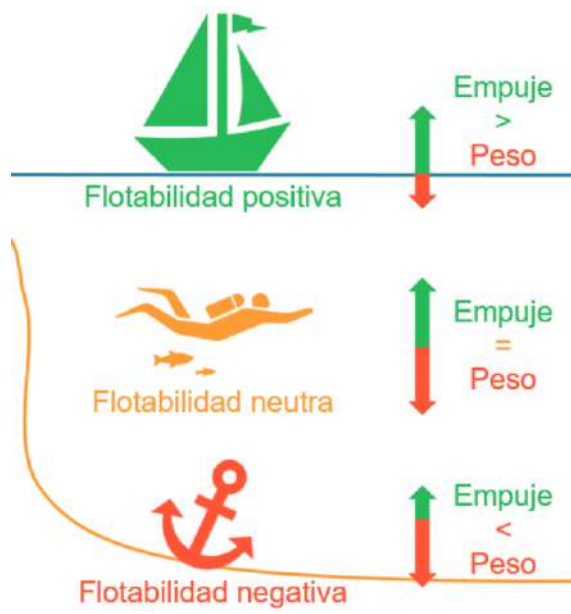 Empuje
>
Peso
Flotabilidad positiva
Empuje
=
Peso
Flotabilidad neutra
Empuje
<
Peso
Flotabilidad negativa